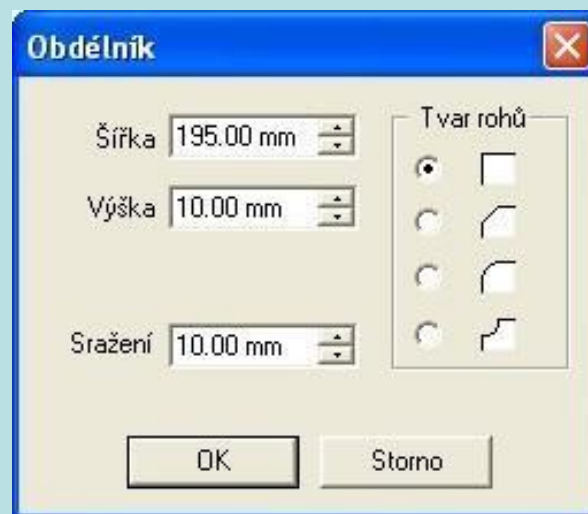 Obdélník
Šířka 195.00 mm
Tvar rohů
Výška 10.00 mm
Sražení 10.00 mm
OK Storno